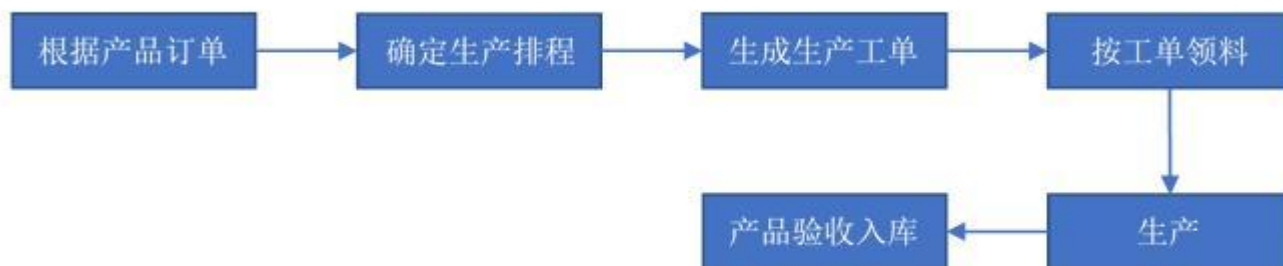 根据产品订单
确定生产排程
生成生产工单
按工单领料
生产
产品验收入库